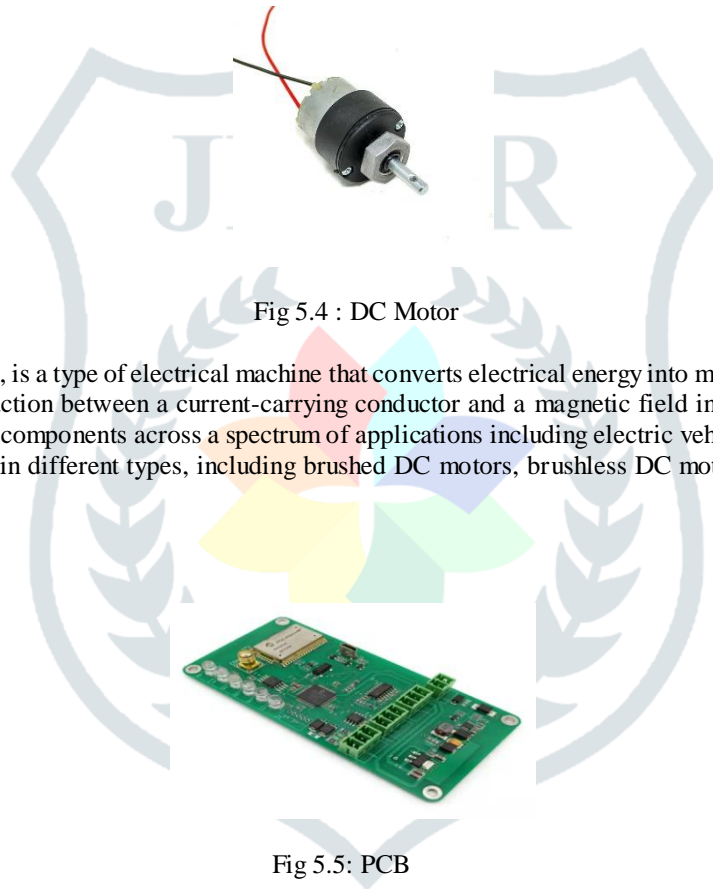 J R
Fig 5.4 : DC Motor
, is a type of electrical machine that converts electrical energy into m
ction between a current-carrying conductor and a magnetic field in
components across a spectrum of applications including electric veh
in different types, including brushed DC motors, brushless DC mot
Fig 5.5: PCB